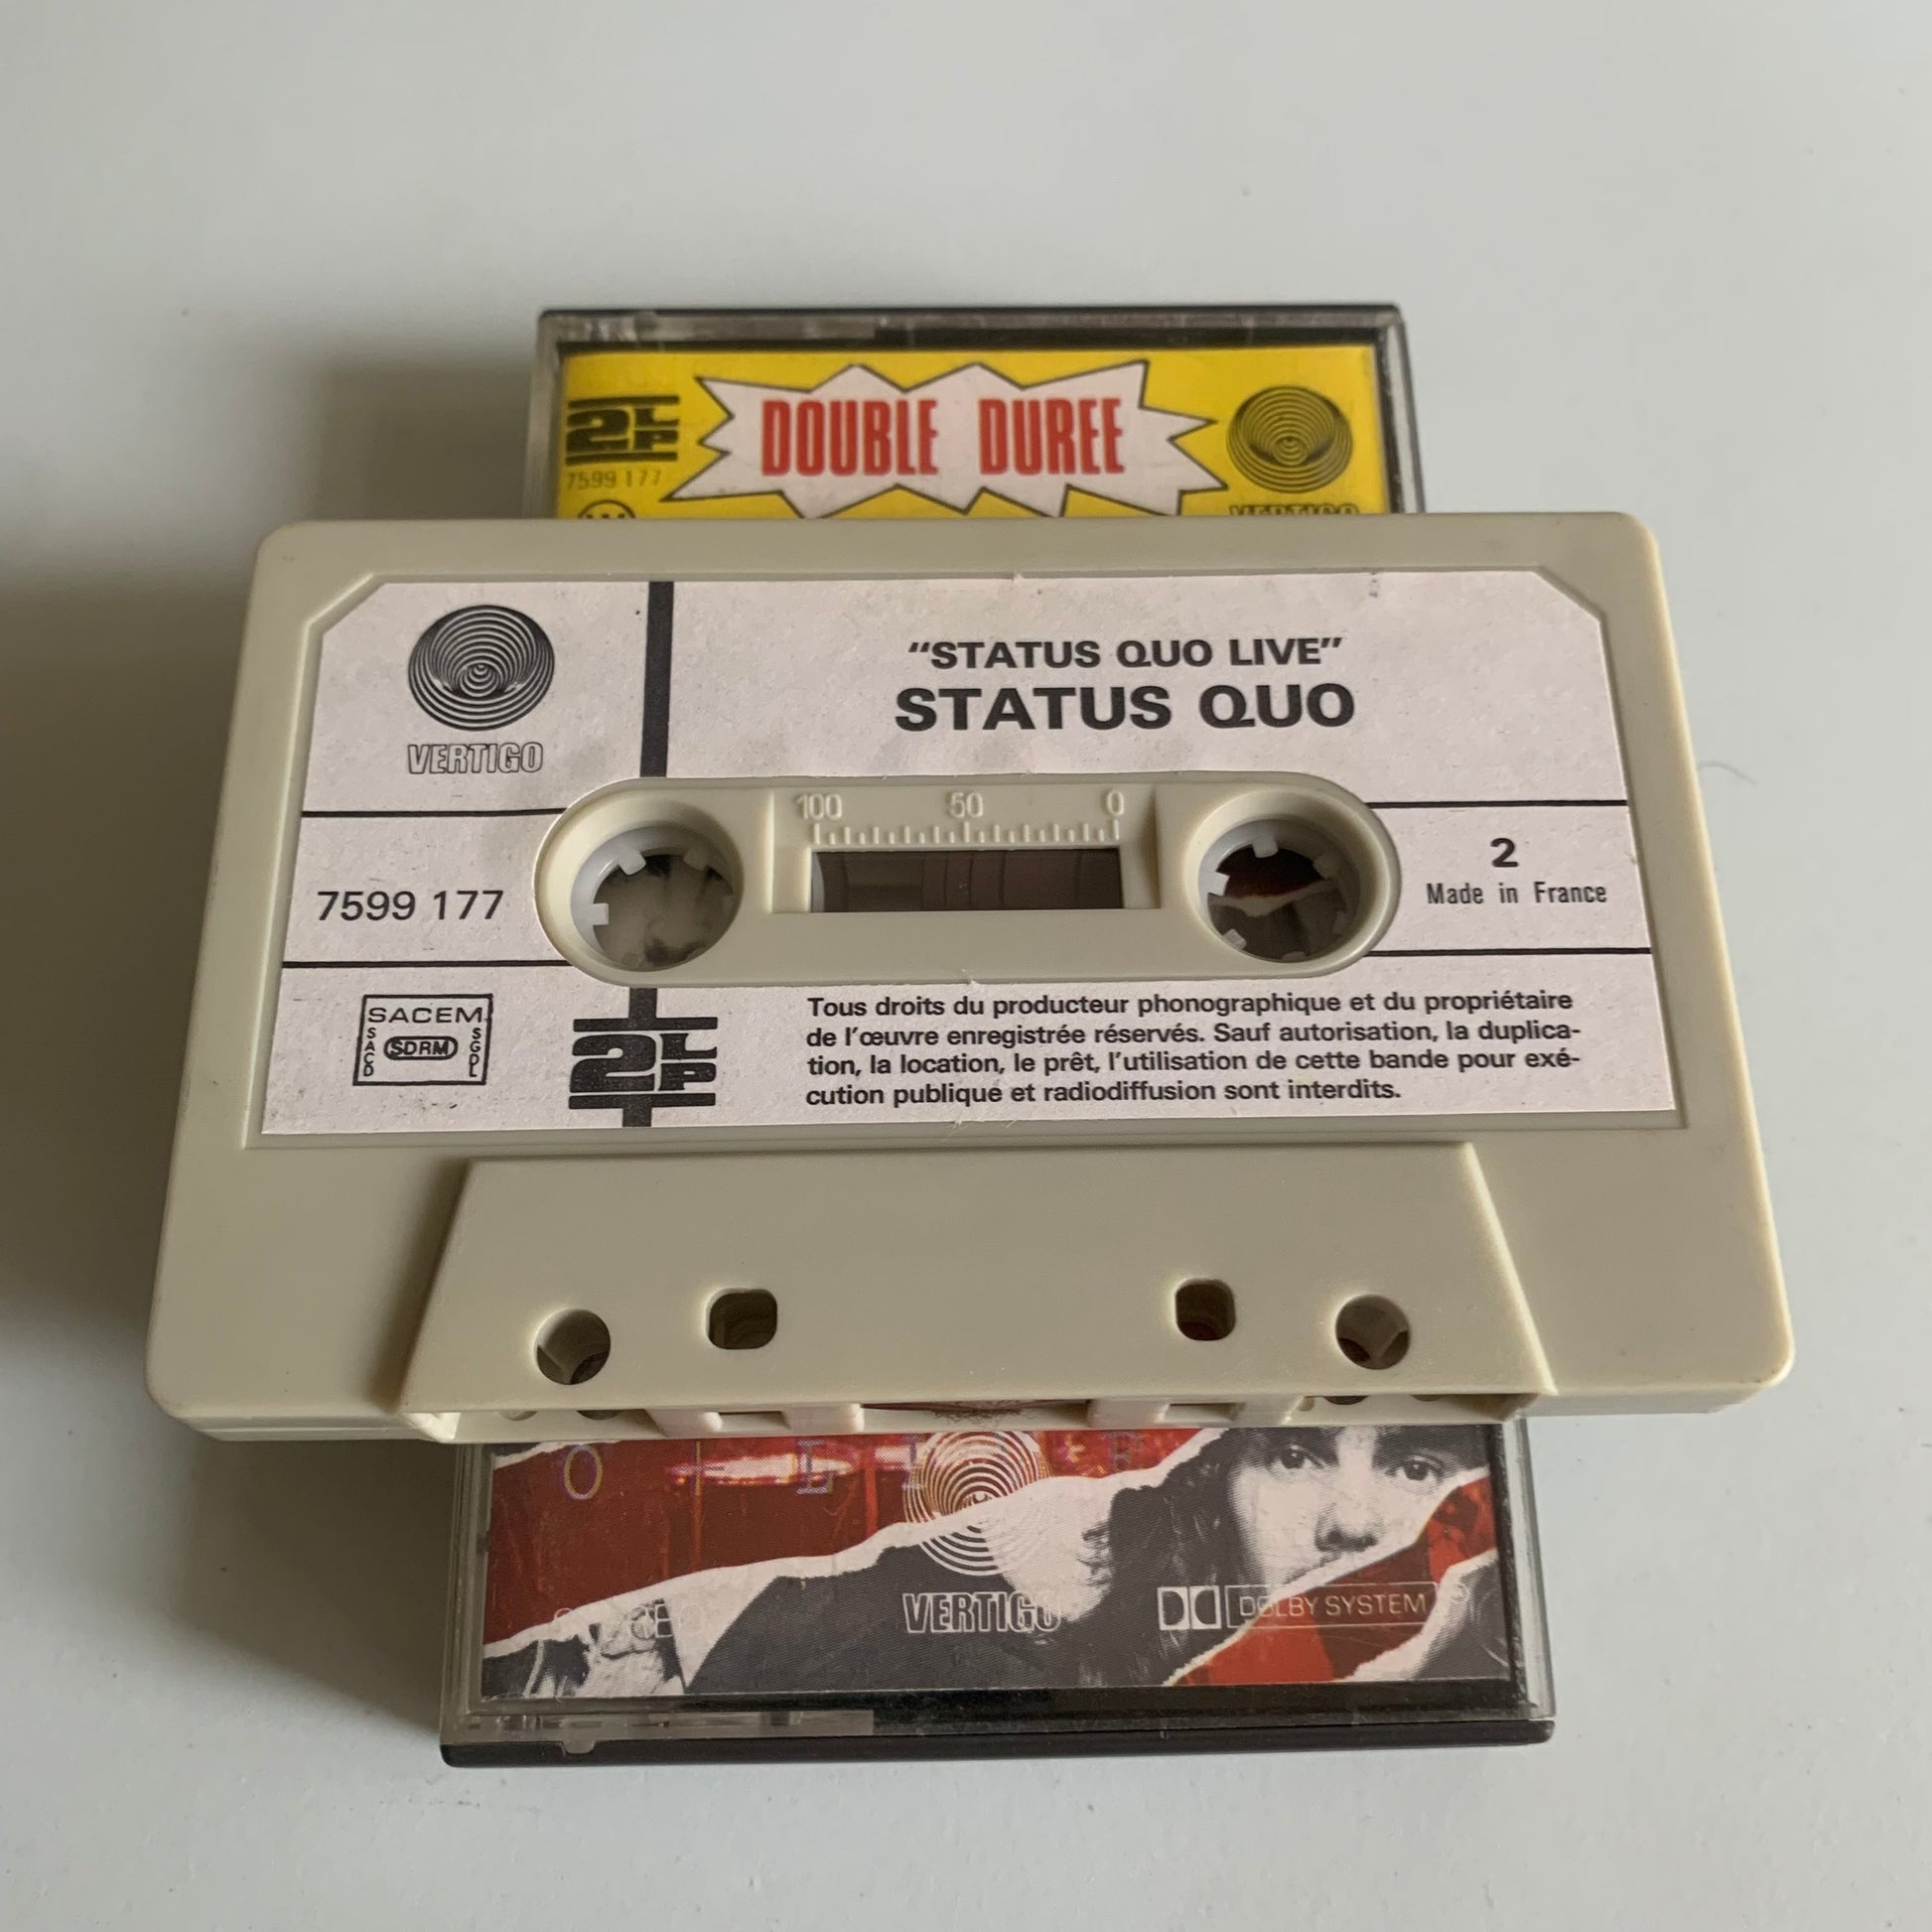 2LP
DOUBLE DUREE
7599 177
VERTIGO
"STATUS QUO LIVE"
STATUS QUO
VERTIGO
100 50 0
7599 177
2
Made in France
SACEM
SACD
SDRM
SGDL
2LP
Tous droits du producteur phonographique et du propriétaire
de l'œuvre enregistrée réservés. Sauf autorisation, la duplica-
tion, la location, le prêt, l'utilisation de cette bande pour exé-
cution publique et radiodiffusion sont interdits.
VERTIGO
DOLBY SYSTEM